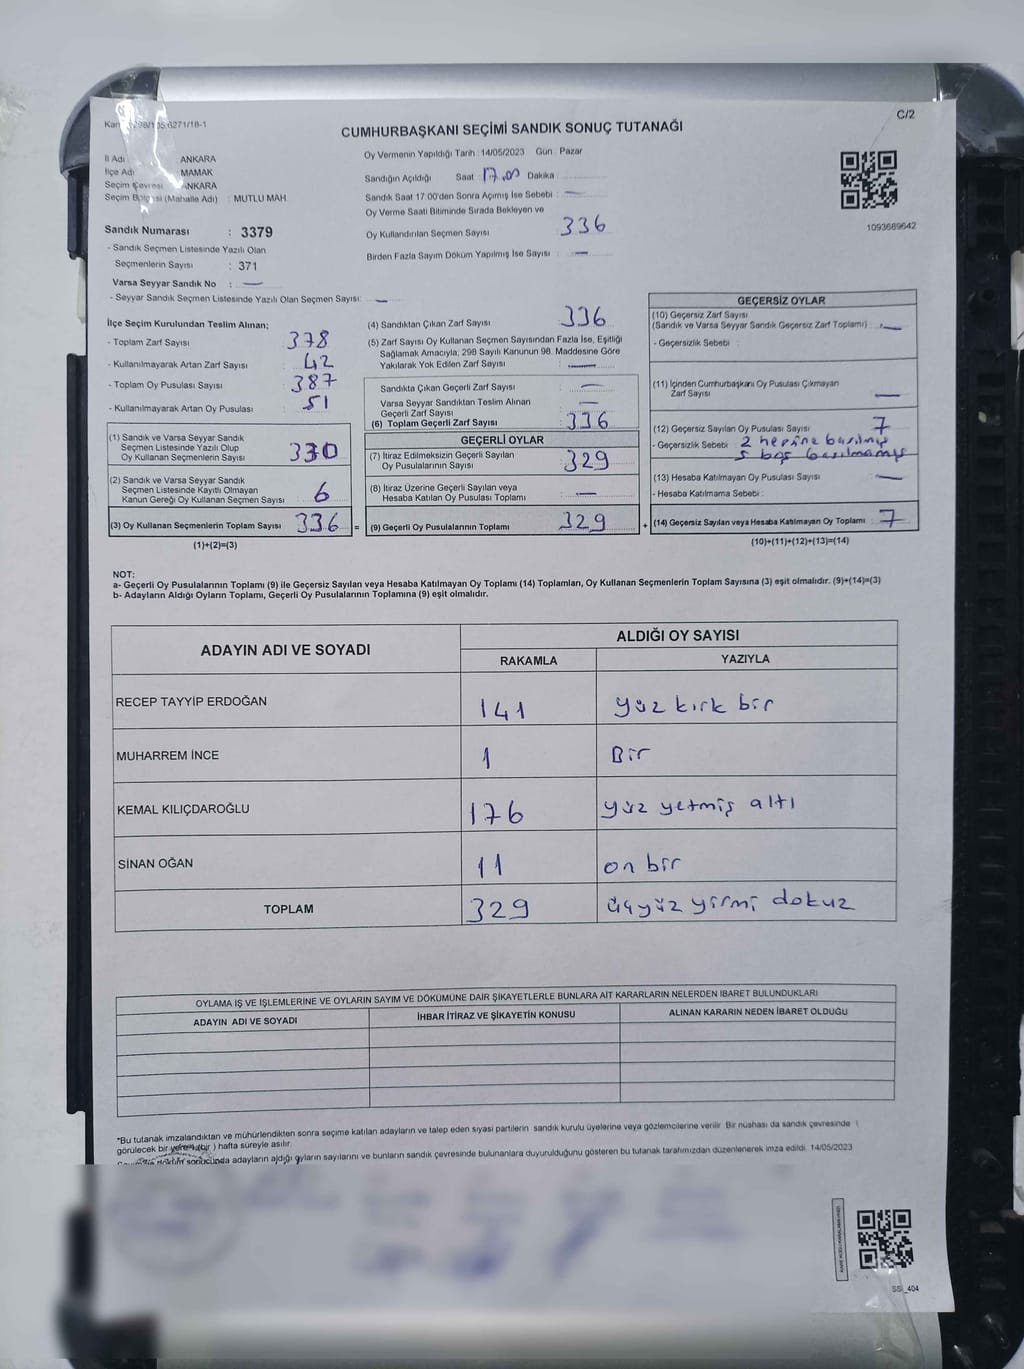 C/2
CUMHURBAŞKANI SEÇİMİ SANDIK SONUÇ TUTANAĞI
İl Adı : ANKARA
İlçe Adı : MAMAK
Seçim Çevresi : ANKARA
Seçim Bölgesi (Mahalle Adı) : MUTLU MAH.
Sandık Numarası : 3379
- Sandık Seçmen Listesinde Yazılı Olan
Seçmenlerin Sayısı : 371
Varsa Seyyar Sandık No : —
- Seyyar Sandık Seçmen Listesinde Yazılı Olan Seçmen Sayısı: —
Oy Vermenin Yapıldığı Tarih : 14/05/2023 Gün : Pazar
Sandığın Açıldığı Saat 17.00 Dakika
Sandık Saat 17.00'den Sonra Açımış İse Sebebi : —
Oy Verme Saati Bitiminde Sırada Bekleyen ve
Oy Kullandırılan Seçmen Sayısı 336
Birden Fazla Sayım Döküm Yapılmış İse Sayısı : —
1093689642
İlçe Seçim Kurulundan Teslim Alınan;
- Toplam Zarf Sayısı : 378
- Kullanılmayarak Artan Zarf Sayısı : 42
- Toplam Oy Pusulası Sayısı : 387
- Kullanılmayarak Artan Oy Pusulası : 51
(1) Sandık ve Varsa Seyyar Sandık
Seçmen Listesinde Yazılı Olup
Oy Kullanan Seçmenlerin Sayısı 330
(2) Sandık ve Varsa Seyyar Sandık
Seçmen Listesinde Kayıtlı Olmayan
Kanun Gereği Oy Kullanan Seçmen Sayısı 6
(3) Oy Kullanan Seçmenlerin Toplam Sayısı 336 =
(1)+(2)=(3)
(4) Sandıktan Çıkan Zarf Sayısı : 336
(5) Zarf Sayısı Oy Kullanan Seçmen Sayısından Fazla İse, Eşitliği
Sağlamak Amacıyla, 298 Sayılı Kanunun 98. Maddesine Göre
Yakılarak Yok Edilen Zarf Sayısı : —
Sandıkta Çıkan Geçerli Zarf Sayısı : —
Varsa Seyyar Sandıktan Teslim Alınan
Geçerli Zarf Sayısı : —
(6) Toplam Geçerli Zarf Sayısı : 336
GEÇERLİ OYLAR
(7) İtiraz Edilmeksizin Geçerli Sayılan
Oy Pusulalarının Sayısı : 329
(8) İtiraz Üzerine Geçerli Sayılan veya
Hesaba Katılan Oy Pusulası Toplamı : —
(9) Geçerli Oy Pusulalarının Toplamı : 329 +
GEÇERSİZ OYLAR
(10) Geçersiz Zarf Sayısı
(Sandık ve Varsa Seyyar Sandık Geçersiz Zarf Toplamı) : —
- Geçersizlik Sebebi :
(11) İçinden Cumhurbaşkanı Oy Pusulası Çıkmayan
Zarf Sayısı —
(12) Geçersiz Sayılan Oy Pusulası Sayısı : 7
- Geçersizlik Sebebi : 2 hepsine basılmış
5 boş basılmamış
(13) Hesaba Katılmayan Oy Pusulası Sayısı : —
- Hesaba Katılmama Sebebi :
(14) Geçersiz Sayılan veya Hesaba Katılmayan Oy Toplamı : 7
(10)+(11)+(12)+(13)=(14)
NOT:
a- Geçerli Oy Pusulalarının Toplamı (9) ile Geçersiz Sayılan veya Hesaba Katılmayan Oy Toplamı (14) Toplamları, Oy Kullanan Seçmenlerin Toplam Sayısına (3) eşit olmalıdır. (9)+(14)=(3)
b- Adayların Aldığı Oyların Toplamı, Geçerli Oy Pusulalarının Toplamına (9) eşit olmalıdır.
ADAYIN ADI VE SOYADI ALDIĞI OY SAYISI
RAKAMLA YAZIYLA
RECEP TAYYİP ERDOĞAN 141 yüz kırk bir
MUHARREM İNCE 1 Bir
KEMAL KILIÇDAROĞLU 176 yüz yetmiş altı
SİNAN OĞAN 11 on bir
TOPLAM 329 üçyüz yirmi dokuz
OYLAMA İŞ VE İŞLEMLERİNE VE OYLARIN SAYIM VE DÖKÜMÜNE DAİR ŞİKAYETLERLE BUNLARA AİT KARARLARIN NELERDEN İBARET BULUNDUKLARI
ADAYIN ADI VE SOYADI İHBAR İTİRAZ VE ŞİKAYETİN KONUSU ALINAN KARARIN NEDEN İBARET OLDUĞU
*Bu tutanak imzalandıktan ve mühürlendikten sonra seçime katılan adayların ve talep eden siyasi partilerin sandık kurulu üyelerine veya gözlemcilerine verilir. Bir nüshası da sandık çevresinde
görülecek bir yere (bir) hafta süreyle asılır.
sonucunda adayların aldığı oyların sayılarını ve bunların sandık çevresinde bulunanlara duyurulduğunu gösteren bu tutanak tarafımızdan düzenlenerek imza edildi. 14/05/2023
SS_404